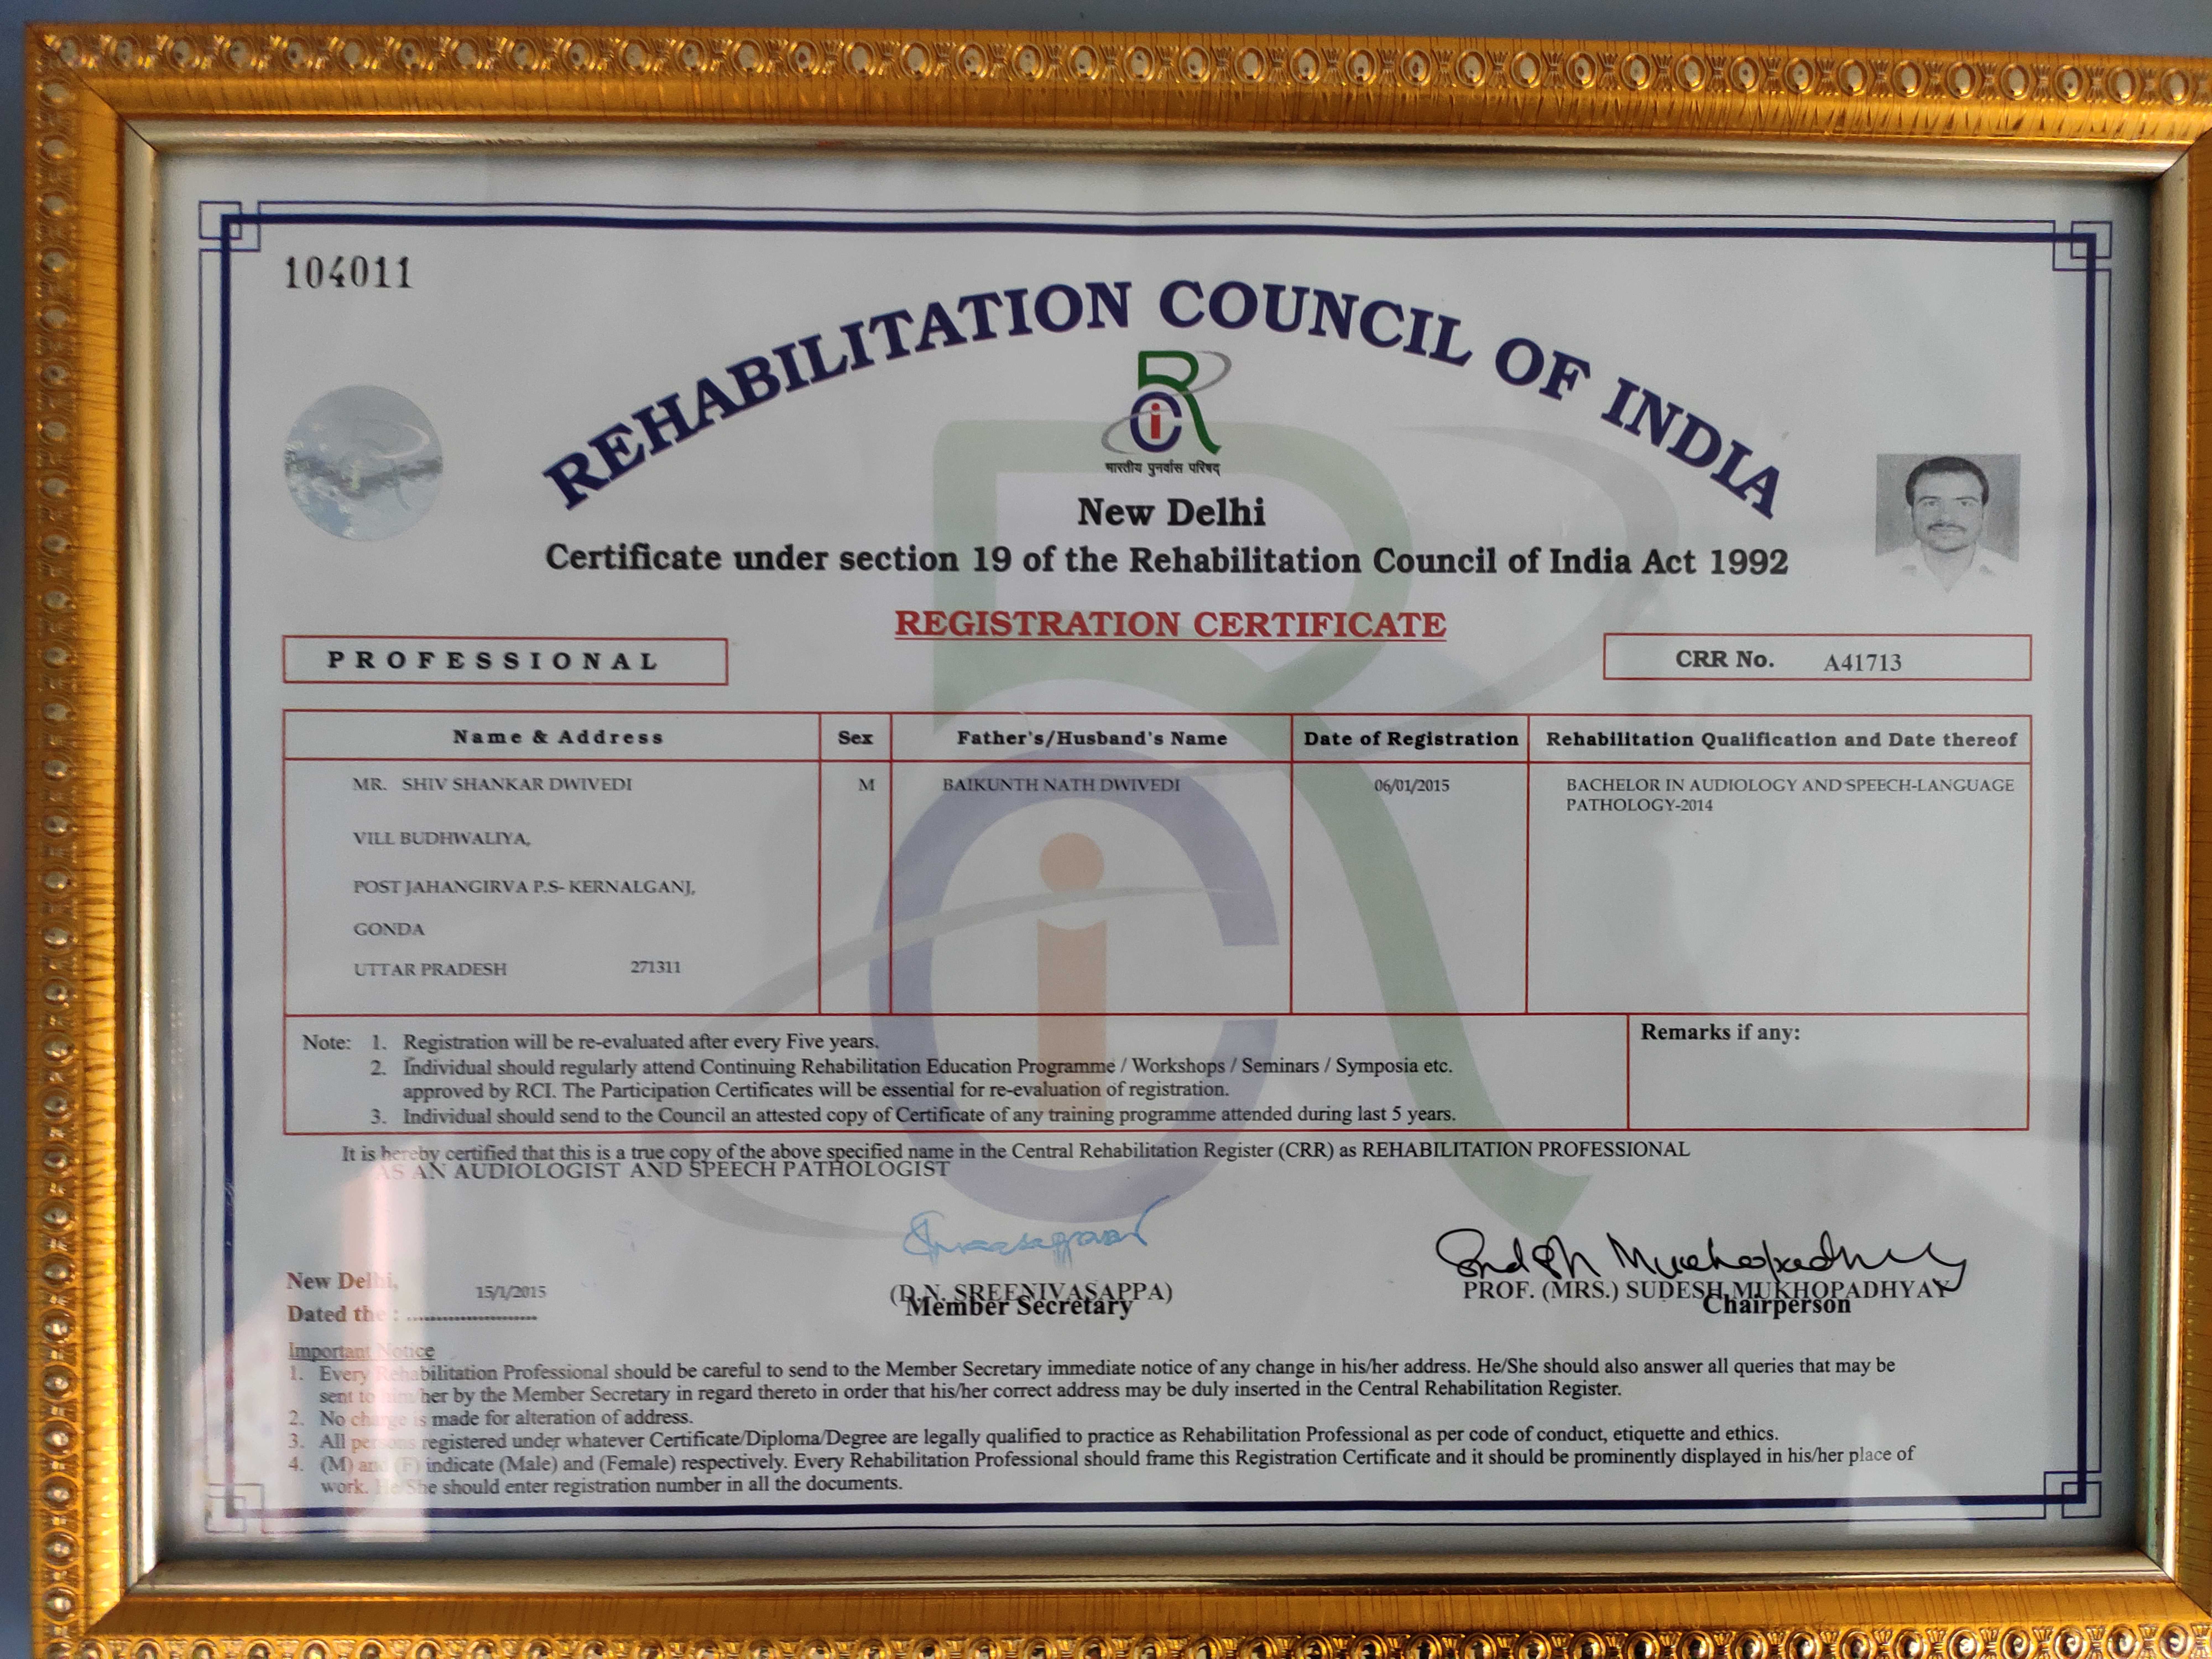 104011
REHABILITATION COUNCIL OF INDIA
RCi
भारतीय पुनर्वास परिषद्
New Delhi
Certificate under section 19 of the Rehabilitation Council of India Act 1992
REGISTRATION CERTIFICATE
PROFESSIONAL
CRR No. A41713
Name & Address Sex Father's/Husband's Name Date of Registration Rehabilitation Qualification and Date thereof
MR. SHIV SHANKAR DWIVEDI M BAIKUNTH NATH DWIVEDI 06/01/2015 BACHELOR IN AUDIOLOGY AND SPEECH-LANGUAGE
PATHOLOGY-2014
VILL BUDHWALIYA,
POST JAHANGIRVA P.S- KERNALGANJ,
GONDA
UTTAR PRADESH 271311
Note: 1. Registration will be re-evaluated after every Five years.
2. Individual should regularly attend Continuing Rehabilitation Education Programme / Workshops / Seminars / Symposia etc.
approved by RCI. The Participation Certificates will be essential for re-evaluation of registration.
3. Individual should send to the Council an attested copy of Certificate of any training programme attended during last 5 years.
Remarks if any:
It is hereby certified that this is a true copy of the above specified name in the Central Rehabilitation Register (CRR) as REHABILITATION PROFESSIONAL
AS AN AUDIOLOGIST AND SPEECH PATHOLOGIST
Sudesh Mukhopadhyay
New Delhi,
Dated the : 15/1/2015
(D.N. SREENIVASAPPA)
Member Secretary
PROF. (MRS.) SUDESH MUKHOPADHYAY
Chairperson
Important Notice
1. Every Rehabilitation Professional should be careful to send to the Member Secretary immediate notice of any change in his/her address. He/She should also answer all queries that may be
sent to him/her by the Member Secretary in regard thereto in order that his/her correct address may be duly inserted in the Central Rehabilitation Register.
2. No charge is made for alteration of address.
3. All persons registered under whatever Certificate/Diploma/Degree are legally qualified to practice as Rehabilitation Professional as per code of conduct, etiquette and ethics.
4. (M) and (F) indicate (Male) and (Female) respectively. Every Rehabilitation Professional should frame this Registration Certificate and it should be prominently displayed in his/her place of
work. He/She should enter registration number in all the documents.